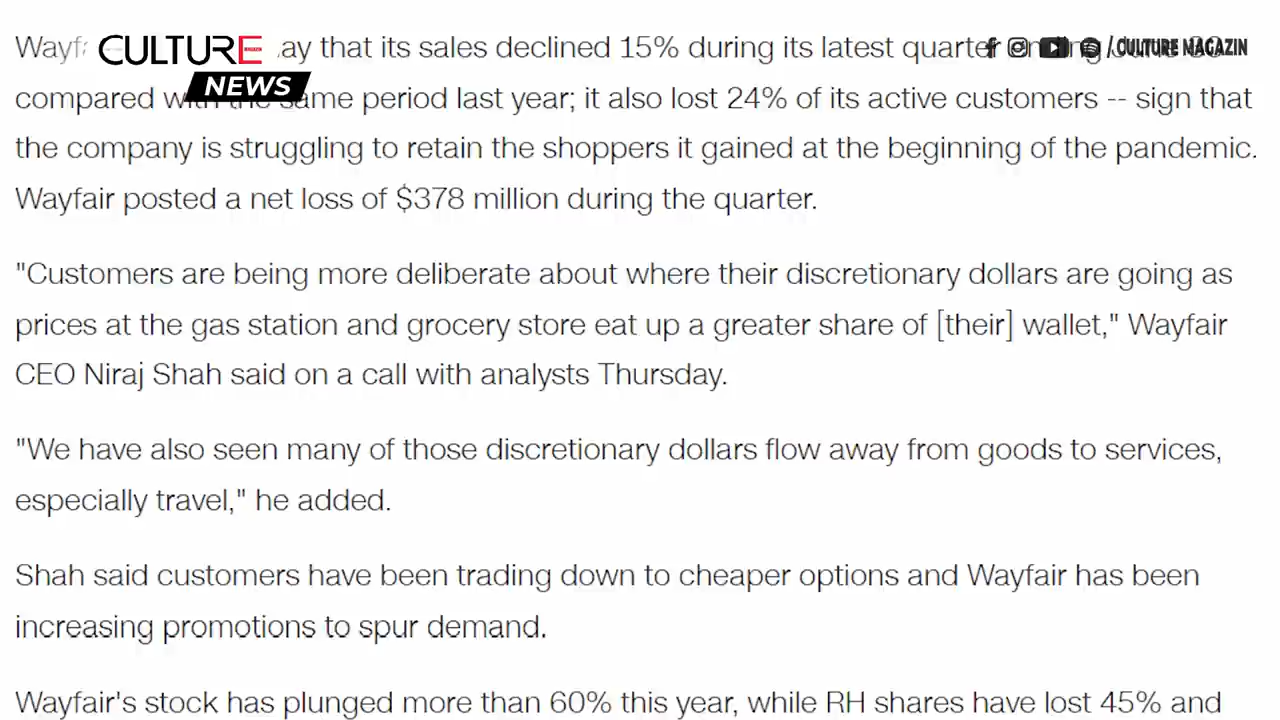 CULTURE
NEWS
/ CULTURE MAGAZIN
ay that its sales declined 15% during its latest quarter
compared with the same period last year; it also lost 24% of its active customers -- sign that
the company is struggling to retain the shoppers it gained at the beginning of the pandemic.
Wayfair posted a net loss of $378 million during the quarter.
"Customers are being more deliberate about where their discretionary dollars are going as
prices at the gas station and grocery store eat up a greater share of [their] wallet," Wayfair
CEO Niraj Shah said on a call with analysts Thursday.
"We have also seen many of those discretionary dollars flow away from goods to services,
especially travel," he added.
Shah said customers have been trading down to cheaper options and Wayfair has been
increasing promotions to spur demand.
Wayfair's stock has plunged more than 60% this year, while RH shares have lost 45% and